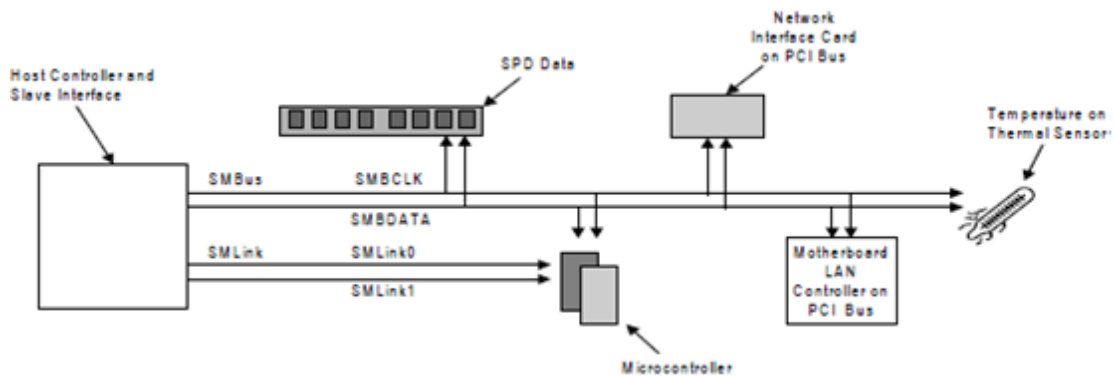 Host Controller and
Slave Interface
SPD Data
Network
Interface Card
on PCI Bus
Temperature on
Thermal Sensor
SMBus
SMBCLK
SMBDATA
SMLink
SMLink0
SMLink1
Motherboard
LAN
Controller on
PCI Bus
Microcontroller